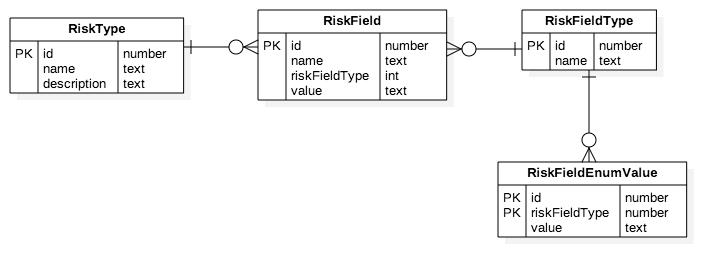 RiskType
PK id number
name text
description text
RiskField
PK id number
name text
riskFieldType int
value text
RiskFieldType
PK id number
name text
RiskFieldEnumValue
PK id number
PK riskFieldType number
value text